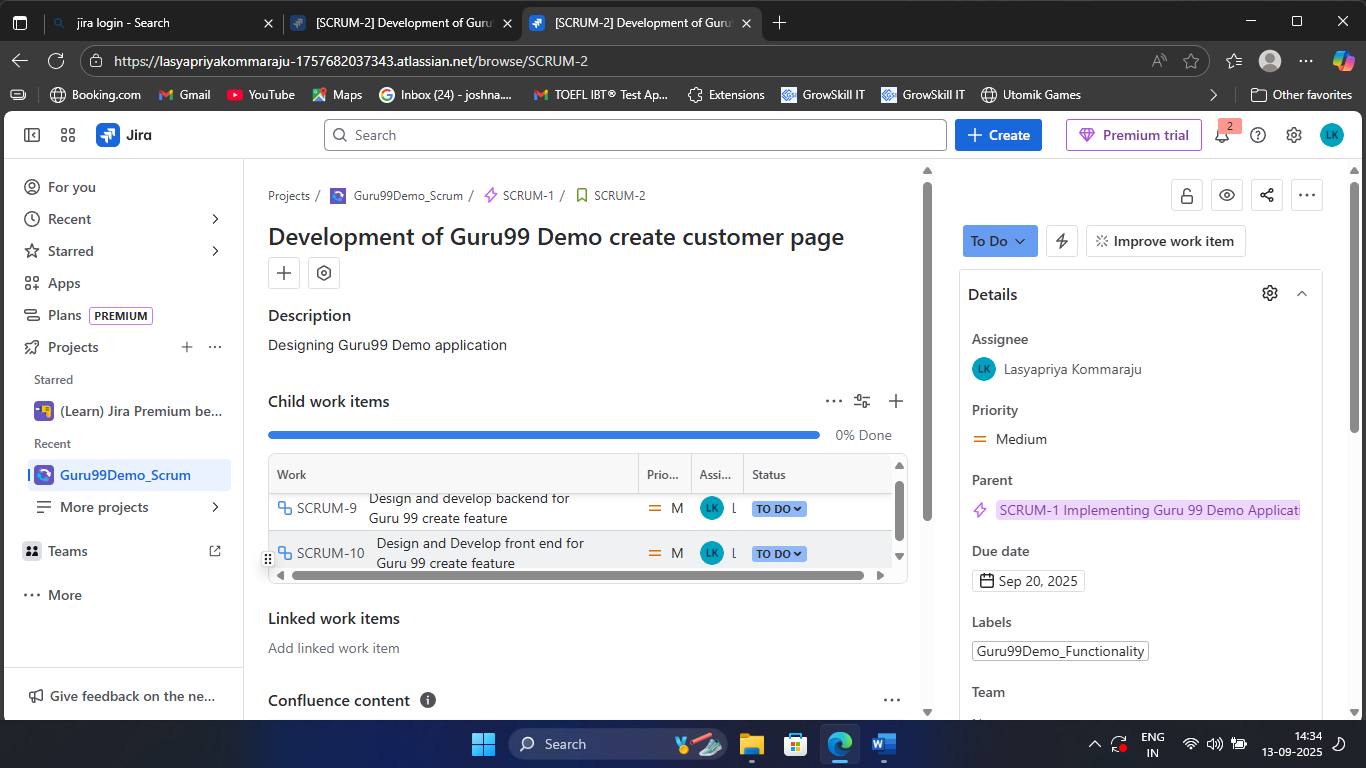 jira login - Search
[SCRUM-2] Development of Guru
[SCRUM-2] Development of Guru
https://lasyapriyakommaraju-1757682037343.atlassian.net/browse/SCRUM-2
Booking.com
Gmail
YouTube
Maps
Inbox (24) - joshna....
TOEFL IBT® Test Ap...
Extensions
GrowSkill IT
GrowSkill IT
Utomik Games
Other favorites
Jira
Search
Create
Premium trial
2
LK
For you
Recent
Starred
Apps
Plans PREMIUM
Projects
Starred
(Learn) Jira Premium be...
Recent
Guru99Demo_Scrum
More projects
Teams
More
Give feedback on the ne...
Projects / Guru99Demo_Scrum / SCRUM-1 / SCRUM-2
Development of Guru99 Demo create customer page
Description
Designing Guru99 Demo application
Child work items
0% Done
Work Prio... Assi... Status
SCRUM-9 Design and develop backend for
Guru 99 create feature
M LK L TO DO
SCRUM-10 Design and Develop front end for
Guru 99 create feature
M LK L TO DO
Linked work items
Add linked work item
Confluence content
To Do
Improve work item
Details
Assignee
LK Lasyapriya Kommaraju
Priority
Medium
Parent
SCRUM-1 Implementing Guru 99 Demo Applicati
Due date
Sep 20, 2025
Labels
Guru99Demo_Functionality
Team
Search
ENG
IN
14:34
13-09-2025